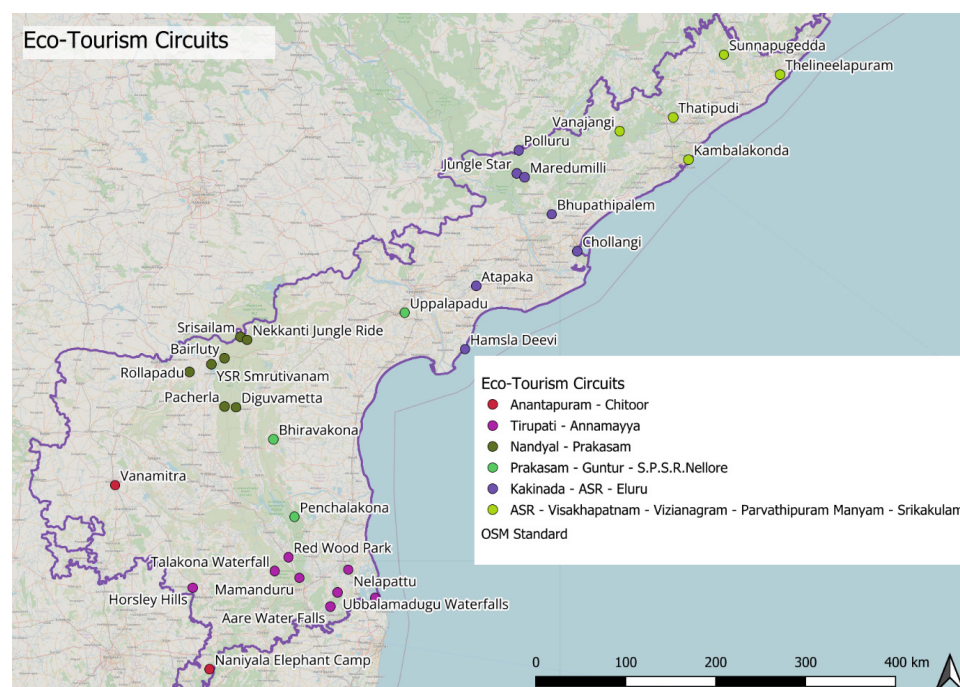 Eco-Tourism Circuits
Sunnapugedda
Thelineelapuram
Thatipudi
Vanajangi
Polluru
Kambalakonda
Jungle Star
Maredumilli
Bhupathipalem
Chollangi
Atapaka
Uppalapadu
Srisailam
Nekkanti Jungle Ride
Hamsla Deevi
Bairluty
Rollapadu
YSR Smrutivanam
Pacherla
Diguvametta
Bhiravakona
Vanamitra
Penchalakona
Red Wood Park
Talakona Waterfall
Nelapattu
Mamanduru
Horsley Hills
Ubbalamadugu Waterfalls
Aare Water Falls
Naniyala Elephant Camp
Eco-Tourism Circuits
Anantapuram - Chitoor
Tirupati - Annamayya
Nandyal - Prakasam
Prakasam - Guntur - S.P.S.R.Nellore
Kakinada - ASR - Eluru
ASR - Visakhapatnam - Vizianagram - Parvathipuram Manyam - Srikakulam
OSM Standard
0 100 200 300 400 km